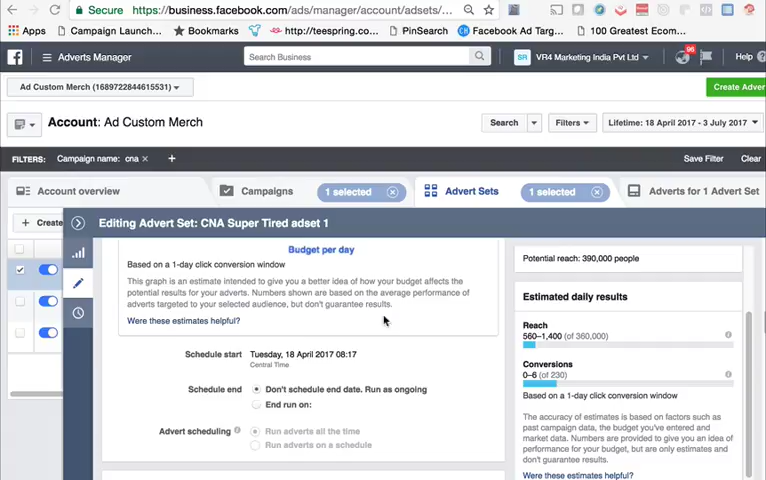 Secure
https://business.facebook.com/ads/manager/account/adsets/...
Apps
Campaign Launch...
Bookmarks
http://teespring.co...
PinSearch
Facebook Ad Targ...
100 Greatest Ecom...
Adverts Manager
Search Business
SR
VR4 Marketing India Pvt Ltd
96
Help
Ad Custom Merch (1689722844615531)
Create Adver
Account: Ad Custom Merch
Search
Filters
Lifetime: 18 April 2017 - 3 July 2017
FILTERS:
Campaign name: cna ×
+
Save Filter
Clear
Account overview
Campaigns
1 selected
Advert Sets
1 selected
Adverts for 1 Advert Set
+ Create
Editing Advert Set: CNA Super Tired adset 1
Budget per day
Based on a 1-day click conversion window
This graph is an estimate intended to give you a better idea of how your budget affects the
potential results for your adverts. Numbers shown are based on the average performance of
adverts targeted to your selected audience, but don't guarantee results.
Were these estimates helpful?
Schedule start
Tuesday, 18 April 2017 08:17
Central Time
Schedule end
Don't schedule end date. Run as ongoing
End run on:
Advert scheduling
Run adverts all the time
Run adverts on a schedule
Potential reach: 390,000 people
Estimated daily results
Reach
560–1,400 (of 360,000)
Conversions
0–6 (of 230)
Based on a 1-day click conversion window
The accuracy of estimates is based on factors such as
past campaign data, the budget you've entered and
market data. Numbers are provided to give you an idea of
performance for your budget, but are only estimates and
don't guarantee results.
Were these estimates helpful?